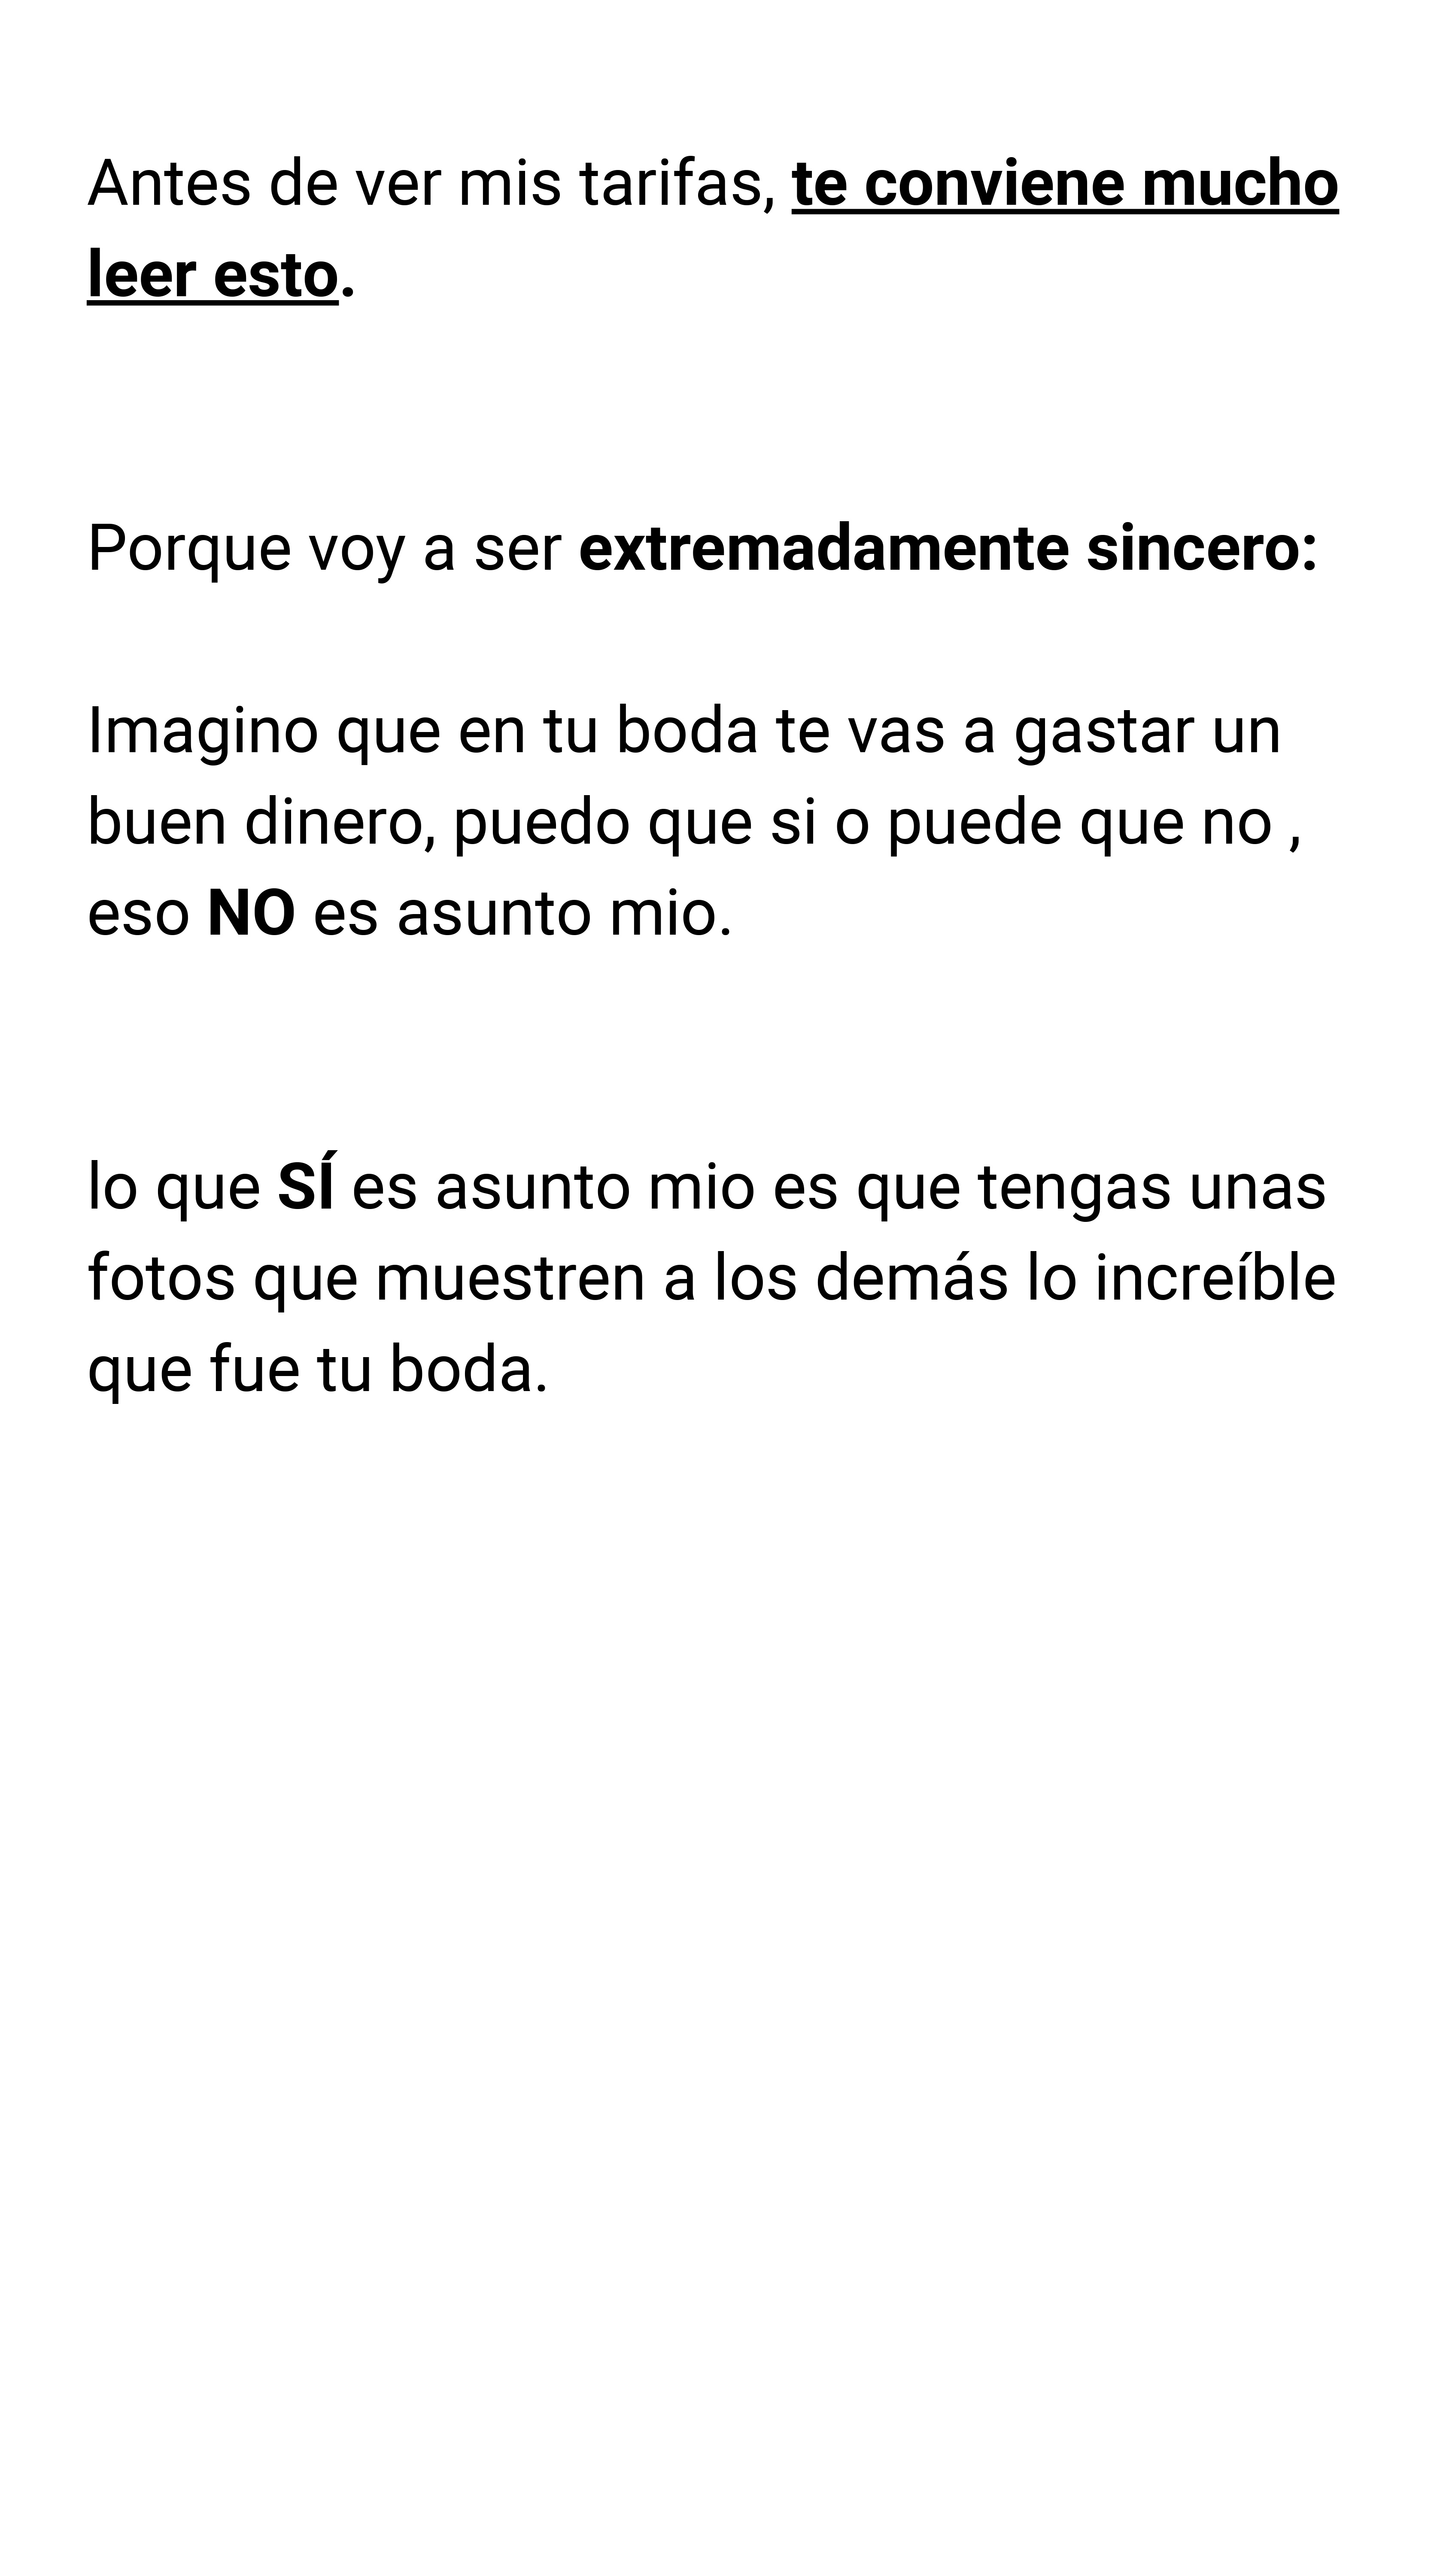 Antes de ver mis tarifas, te conviene mucho
leer esto.
Porque voy a ser extremadamente sincero:
Imagino que en tu boda te vas a gastar un
buen dinero, puedo que si o puede que no ,
eso NO es asunto mio.
lo que SÍ es asunto mio es que tengas unas
fotos que muestren a los demás lo increíble
que fue tu boda.